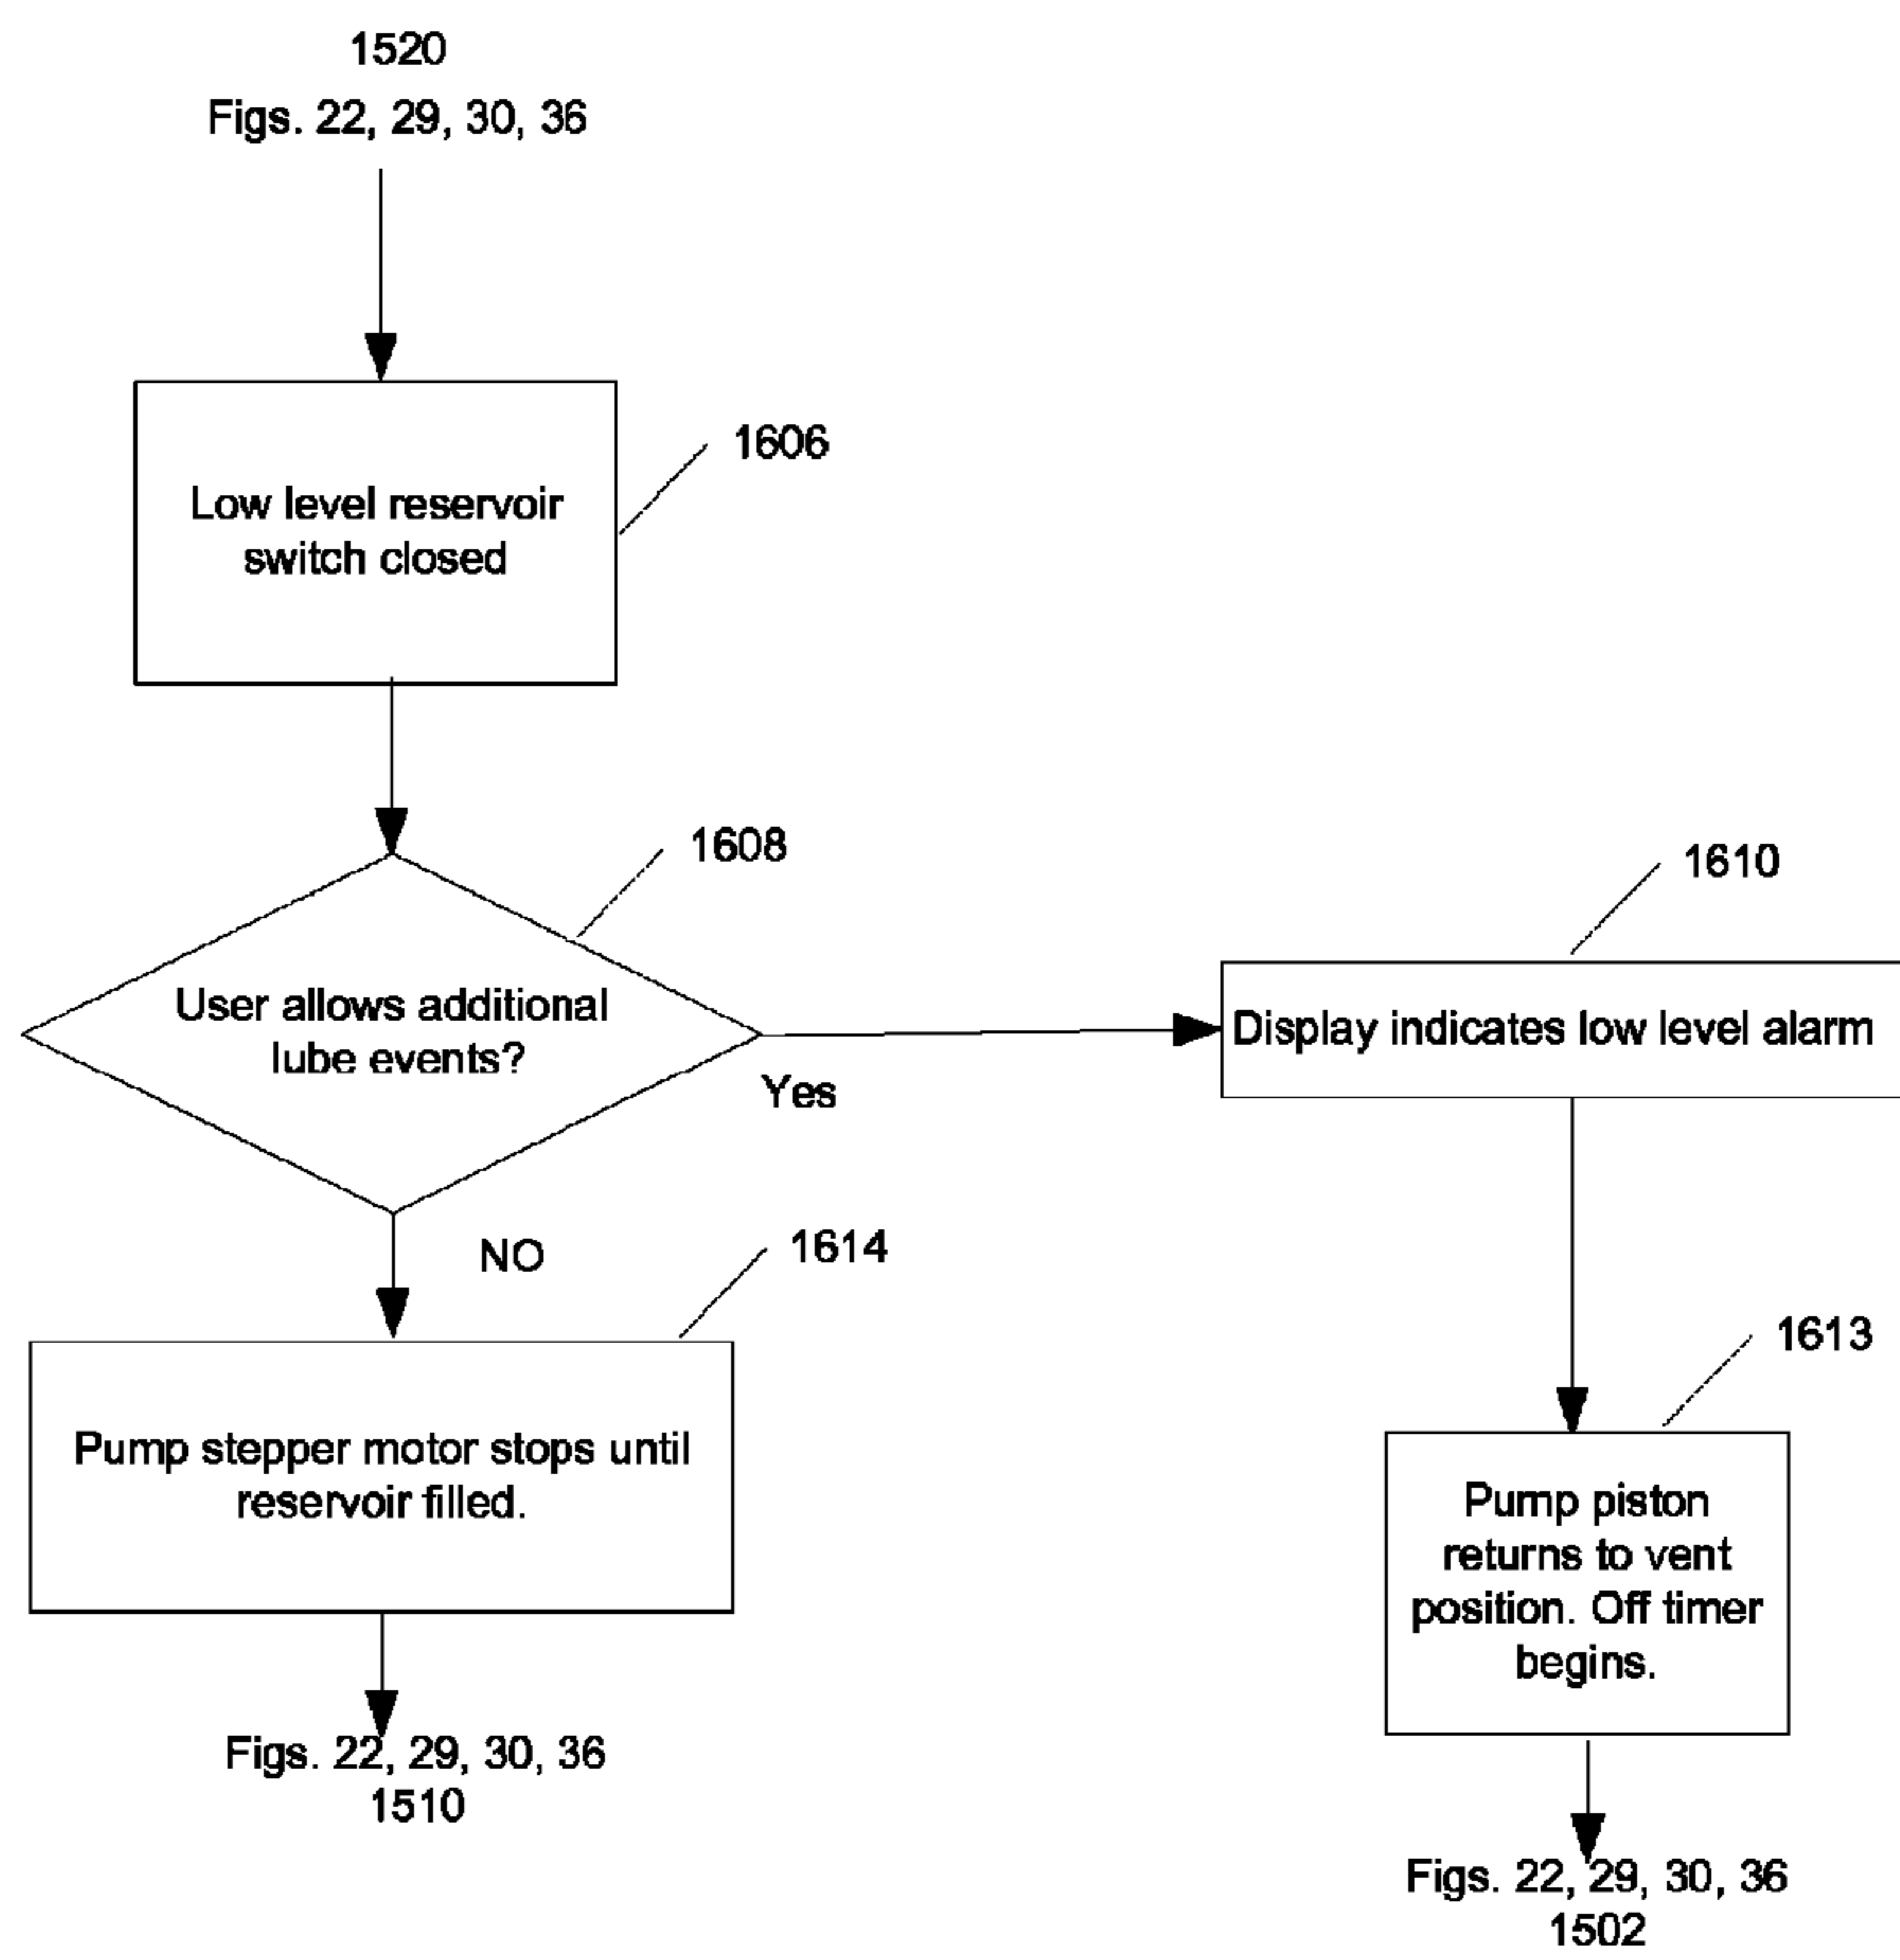 1520
Figs. 22, 29, 30, 36
1606
Low level reservoir
switch closed
1608
User allows additional
lube events?
Yes
1610
Display indicates low level alarm
NO
1614
Pump stepper motor stops until
reservoir filled.
1613
Pump piston
returns to vent
position. Off timer
begins.
Figs. 22, 29, 30, 36
1510
Figs. 22, 29, 30, 36
1502